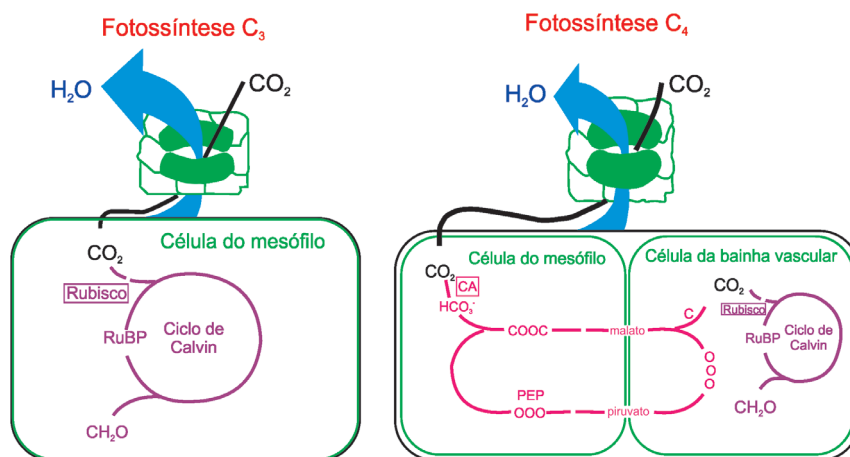 Fotossíntese C₃
H₂O
CO₂
Célula do mesófilo
CO₂
Rubisco
RuBP
Ciclo de
Calvin
CH₂O
Fotossíntese C₄
H₂O
CO₂
Célula do mesófilo
CO₂
CA
HCO₃⁻
COOC
malato
PEP
OOO
piruvato
Célula da bainha vascular
C
OOO
CO₂
Rubisco
RuBP
Ciclo de
Calvin
CH₂O